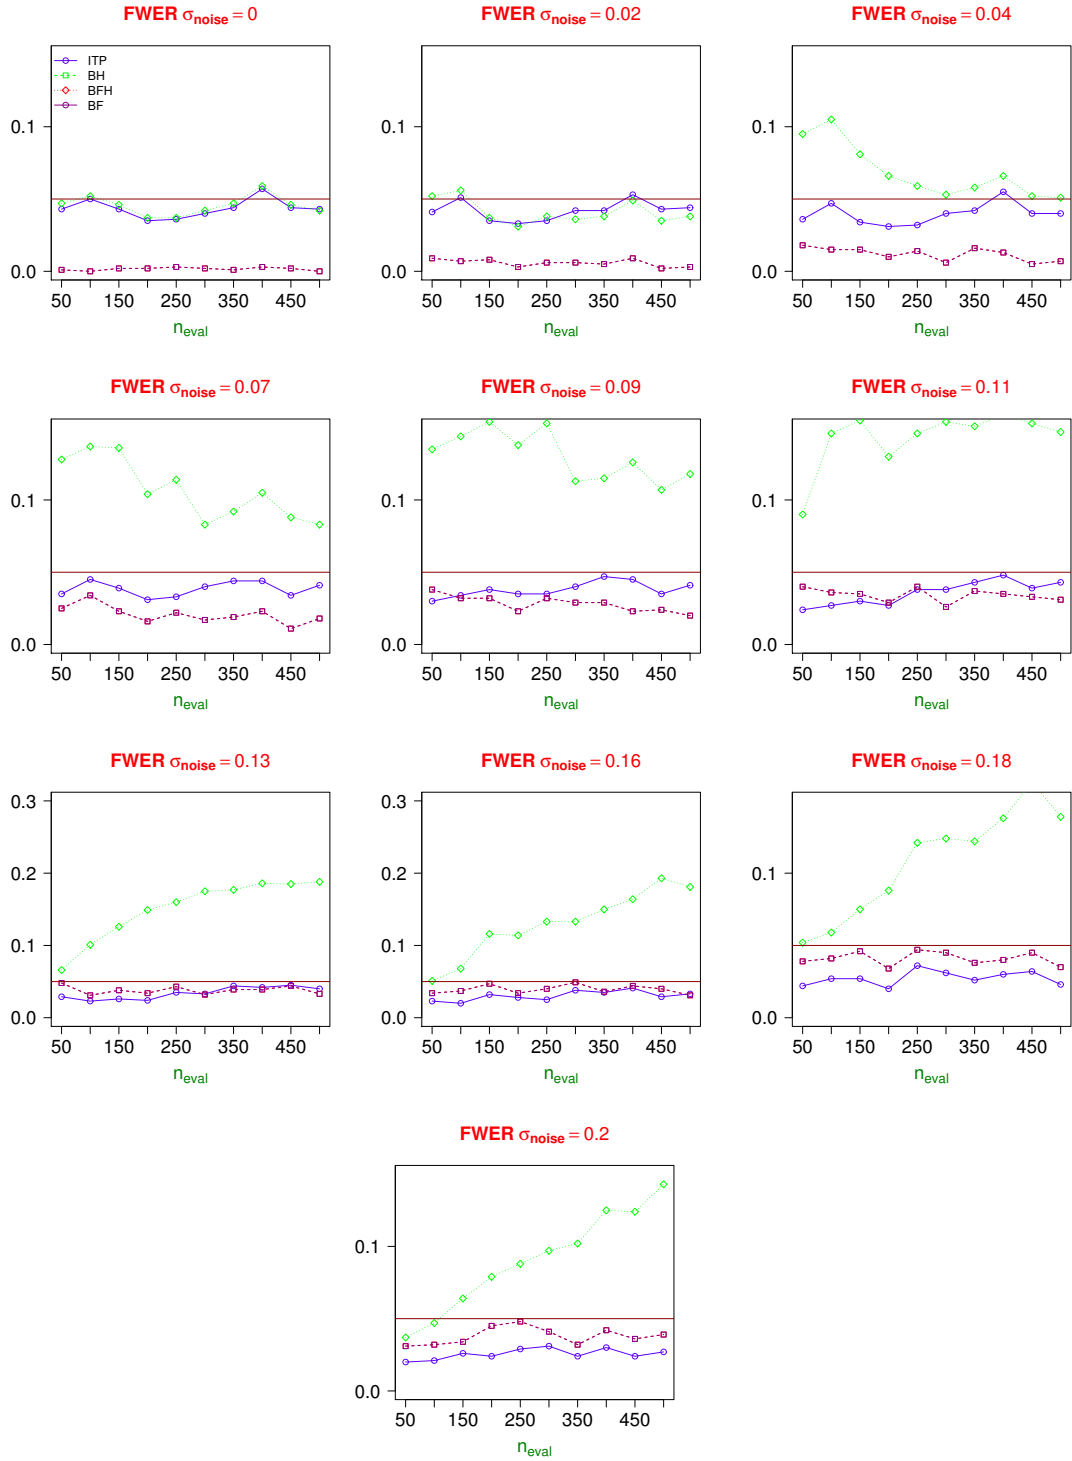 FWER σnoise = 0
FWER σnoise = 0.02
FWER σnoise = 0.04
ITP
BH
BFH
BF
0.1
0.0
50 150 250 350 450
neval
0.1
0.0
50 150 250 350 450
neval
0.1
0.0
50 150 250 350 450
neval
FWER σnoise = 0.07
FWER σnoise = 0.09
FWER σnoise = 0.11
0.1
0.0
50 150 250 350 450
neval
0.1
0.0
50 150 250 350 450
neval
0.1
0.0
50 150 250 350 450
neval
FWER σnoise = 0.13
FWER σnoise = 0.16
FWER σnoise = 0.18
0.3
0.2
0.1
0.0
50 150 250 350 450
neval
0.3
0.2
0.1
0.0
50 150 250 350 450
neval
0.1
0.0
50 150 250 350 450
neval
FWER σnoise = 0.2
0.1
0.0
50 150 250 350 450
neval